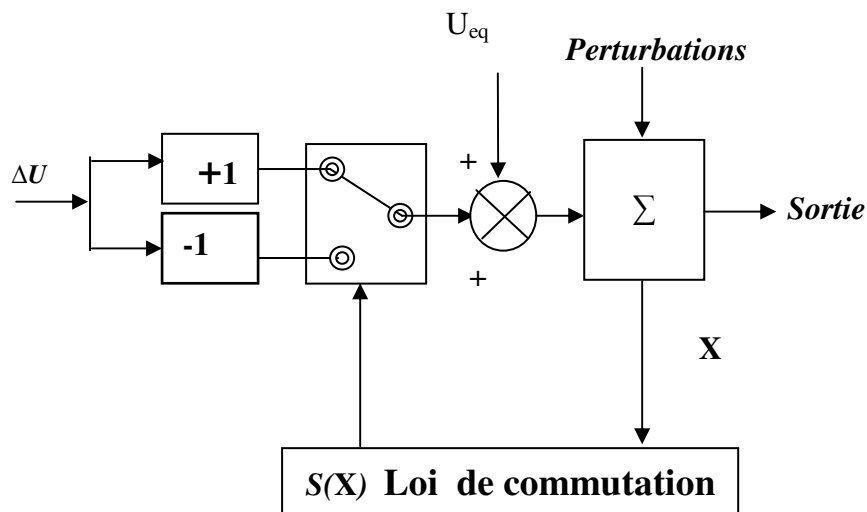 U_eq
Perturbations
+
ΔU
+1
Σ
Sortie
-1
+
X
S(X) Loi de commutation